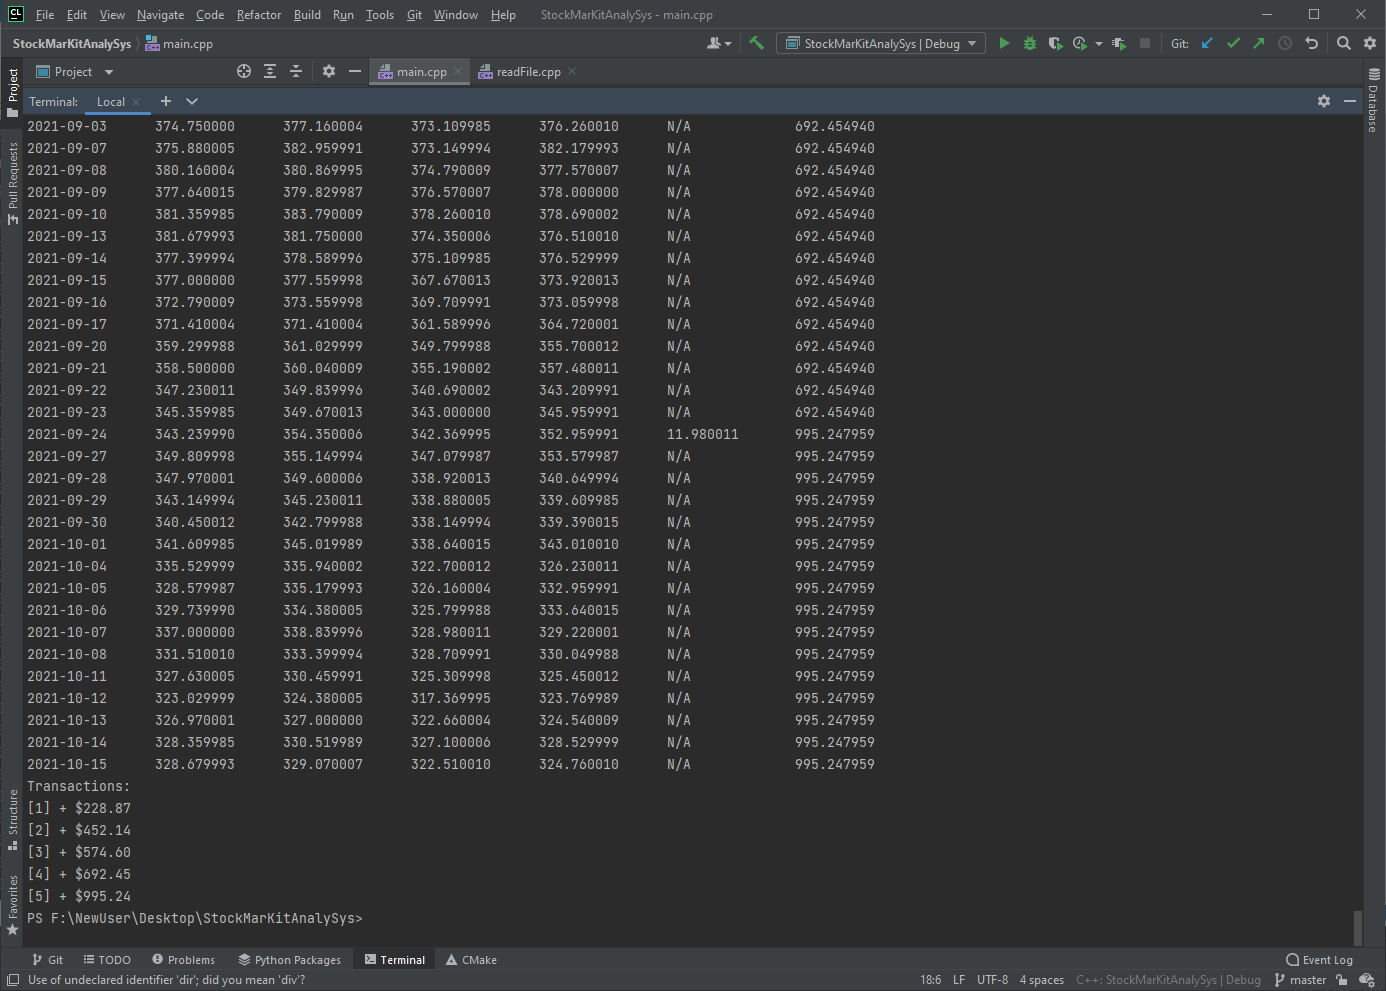 CL File Edit View Navigate Code Refactor Build Run Tools Git Window Help StockMarKitAnalySys - main.cpp
StockMarKitAnalySys main.cpp StockMarKitAnalySys | Debug Git:
Project main.cpp readFile.cpp
Terminal: Local
2021-09-03 374.750000 377.160004 373.109985 376.260010 N/A 692.454940
2021-09-07 375.880005 382.959991 373.149994 382.179993 N/A 692.454940
2021-09-08 380.160004 380.869995 374.790009 377.570007 N/A 692.454940
2021-09-09 377.640015 379.829987 376.570007 378.000000 N/A 692.454940
2021-09-10 381.359985 383.790009 378.260010 378.690002 N/A 692.454940
2021-09-13 381.679993 381.750000 374.350006 376.510010 N/A 692.454940
2021-09-14 377.399994 378.589996 375.109985 376.529999 N/A 692.454940
2021-09-15 377.000000 377.559998 367.670013 373.920013 N/A 692.454940
2021-09-16 372.790009 373.559998 369.709991 373.059998 N/A 692.454940
2021-09-17 371.410004 371.410004 361.589996 364.720001 N/A 692.454940
2021-09-20 359.299988 361.029999 349.799988 355.700012 N/A 692.454940
2021-09-21 358.500000 360.040009 355.190002 357.480011 N/A 692.454940
2021-09-22 347.230011 349.839996 340.690002 343.209991 N/A 692.454940
2021-09-23 345.359985 349.670013 343.000000 345.959991 N/A 692.454940
2021-09-24 343.239990 354.350006 342.369995 352.959991 11.980011 995.247959
2021-09-27 349.809998 355.149994 347.079987 353.579987 N/A 995.247959
2021-09-28 347.970001 349.600006 338.920013 340.649994 N/A 995.247959
2021-09-29 343.149994 345.230011 338.880005 339.609985 N/A 995.247959
2021-09-30 340.450012 342.799988 338.149994 339.390015 N/A 995.247959
2021-10-01 341.609985 345.019989 338.640015 343.010010 N/A 995.247959
2021-10-04 335.529999 335.940002 322.700012 326.230011 N/A 995.247959
2021-10-05 328.579987 335.179993 326.160004 332.959991 N/A 995.247959
2021-10-06 329.739990 334.380005 325.799988 333.640015 N/A 995.247959
2021-10-07 337.000000 338.839996 328.980011 329.220001 N/A 995.247959
2021-10-08 331.510010 333.399994 328.709991 330.049988 N/A 995.247959
2021-10-11 327.630005 330.459991 325.309998 325.450012 N/A 995.247959
2021-10-12 323.029999 324.380005 317.369995 323.769989 N/A 995.247959
2021-10-13 326.970001 327.000000 322.660004 324.540009 N/A 995.247959
2021-10-14 328.359985 330.519989 327.100006 328.529999 N/A 995.247959
2021-10-15 328.679993 329.070007 322.510010 324.760010 N/A 995.247959
Transactions:
[1] + $228.87
[2] + $452.14
[3] + $574.60
[4] + $692.45
[5] + $995.24
PS F:\NewUser\Desktop\StockMarKitAnalySys>
Project
Pull Requests
Structure
Favorites
Database
Git TODO Problems Python Packages Terminal CMake Event Log
Use of undeclared identifier 'dir'; did you mean 'div'? 18:6 LF UTF-8 4 spaces C++: StockMarKitAnalySys | Debug master